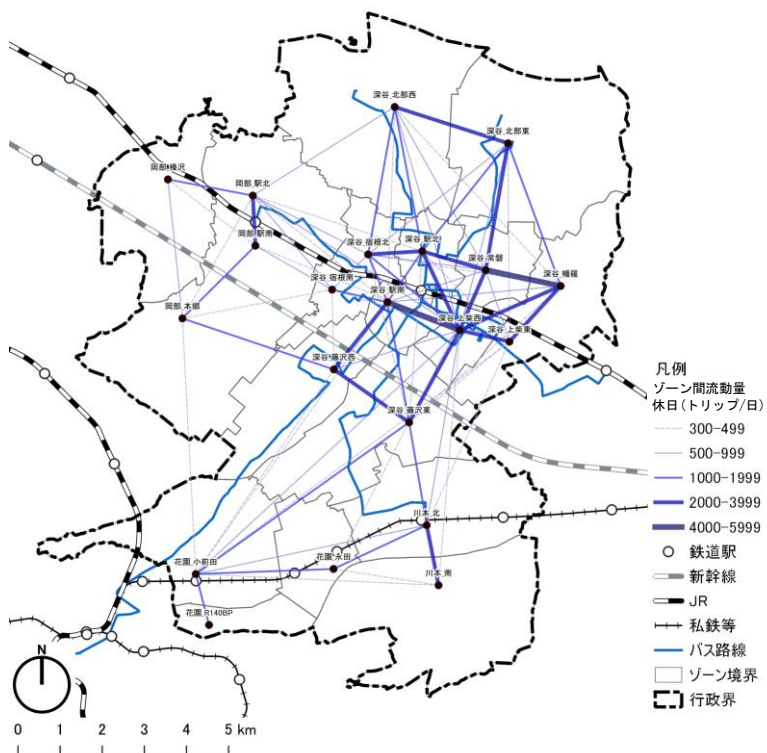 深谷_北部西
深谷_北部東
岡部_榛沢
岡部_駅北
岡部_駅南
深谷_宿根北
深谷_駅北
深谷_常磐
深谷_幡羅
深谷_宿根南
深谷_駅南
岡部_本郷
深谷_上柴西
深谷_上柴東
深谷_藤沢西
深谷_藤沢東
川本_北
花園_小前田
花園_永田
川本_南
花園_R140BP
凡例
ゾーン間流動量
休日(トリップ/日)
300-499
500-999
1000-1999
2000-3999
4000-5999
鉄道駅
新幹線
JR
私鉄等
バス路線
ゾーン境界
行政界
N
0 1 2 3 4 5 km